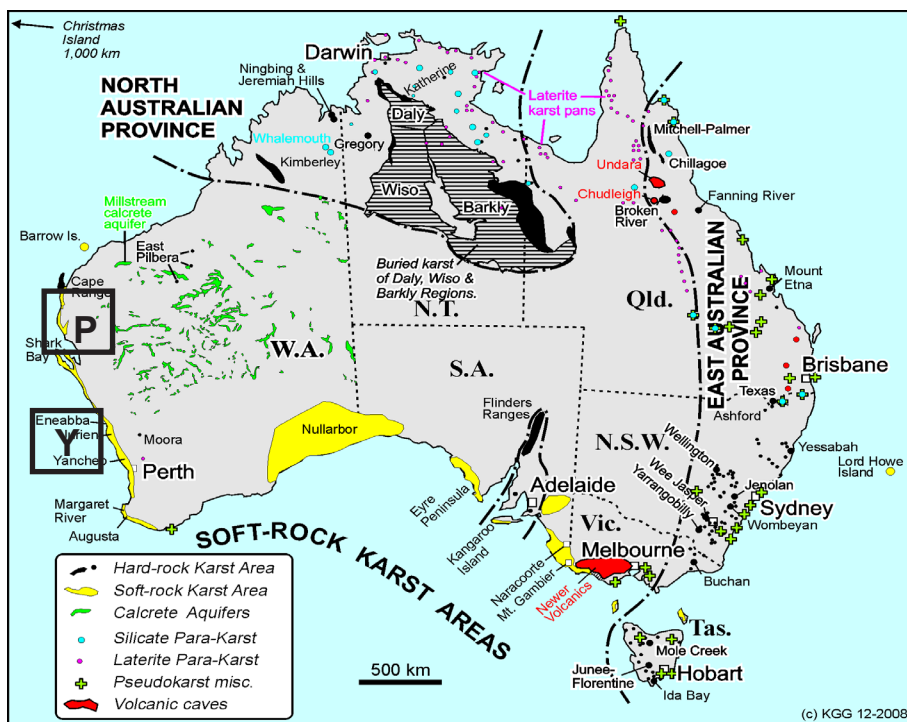 Christmas
Island
1,000 km
NORTH
AUSTRALIAN
PROVINCE
Ningbing &
Jeremiah Hills
Darwin
Katherine
Daly
Laterite
karst pans
Whalemouth
Gregory
Kimberley
Wiso
Barkly
Mitchell-Palmer
Chillagoe
Undara
Chudleigh
Broken
River
Fanning River
Millstream
calcrete
aquifer
Barrow Is.
East
Pilbera
Cape
Range
Buried karst
of Daly, Wiso &
Barkly Regions.
N.T.
Qld.
EAST AUSTRALIAN
PROVINCE
Mount
Etna
P
Shark
Bay
W.A.
S.A.
Brisbane
Texas
Ashford
Flinders
Ranges
Nullarbor
Eneabba
Jurien
Y
Yanchep
Moora
Perth
N.S.W.
Wellington
Yessabah
Lord Howe
Island
Wee Jasper
Yarrangobilly
Jenolan
Sydney
Wombeyan
Margaret
River
Augusta
Eyre
Peninsula
Adelaide
Kangaroo
Island
Vic.
Melbourne
Naracoorte
Mt. Gambier
Newer
Volcanics
Buchan
SOFT-ROCK KARST AREAS
Tas.
Mole Creek
Junee-
Florentine
Hobart
Ida Bay
Hard-rock Karst Area
Soft-rock Karst Area
Calcrete Aquifers
Silicate Para-Karst
Laterite Para-Karst
Pseudokarst misc.
Volcanic caves
500 km
(c) KGG 12-2008